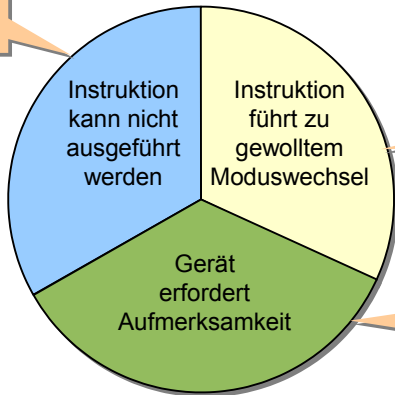 Instruktion
kann nicht
ausgeführt
werden
Instruktion
führt zu
gewolltem
Moduswechsel
Gerät
erfordert
Aufmerksamkeit